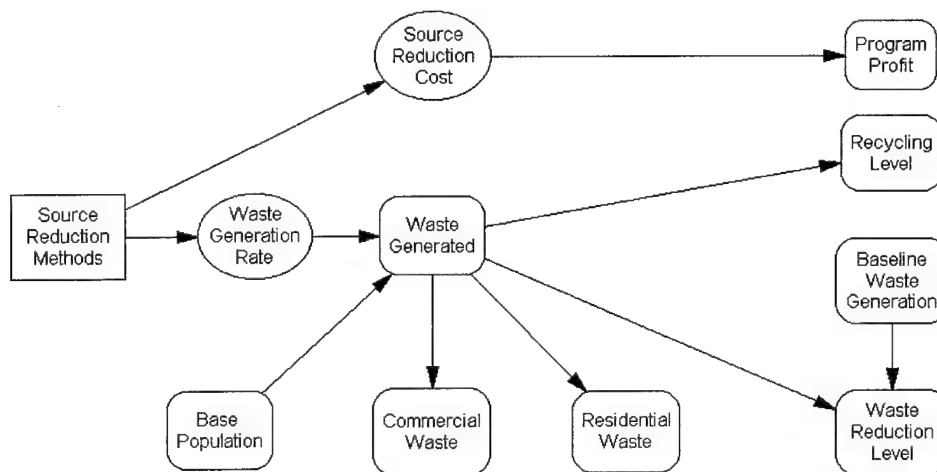 Source
Reduction
Cost
Program
Profit
Recycling
Level
Source
Reduction
Methods
Waste
Generation
Rate
Waste
Generated
Baseline
Waste
Generation
Base
Population
Commercial
Waste
Residential
Waste
Waste
Reduction
Level